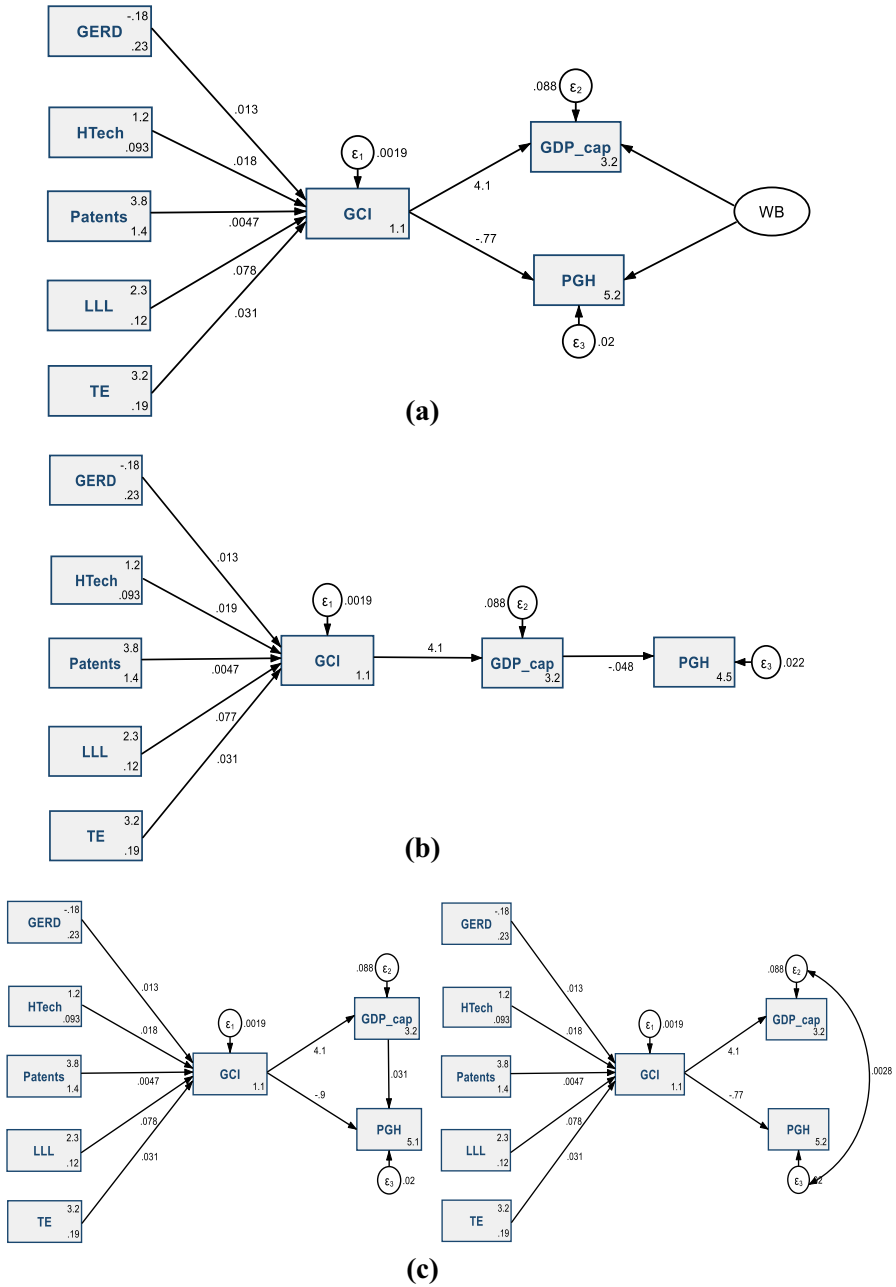 GERD
-.18
.23
HTech
1.2
.093
Patents
3.8
1.4
LLL
2.3
.12
TE
3.2
.19
.013
.018
.0047
.078
.031
ε1
.0019
GCI
1.1
4.1
-.77
.088
ε2
GDP_cap
3.2
WB
PGH
5.2
ε3
.02
(a)
GERD
-.18
.23
HTech
1.2
.093
Patents
3.8
1.4
LLL
2.3
.12
TE
3.2
.19
.013
.019
.0047
.077
.031
ε1
.0019
GCI
1.1
4.1
.088
ε2
GDP_cap
3.2
-.048
PGH
4.5
ε3
.022
(b)
GERD
-.18
.23
HTech
1.2
.093
Patents
3.8
1.4
LLL
2.3
.12
TE
3.2
.19
.013
.018
.0047
.078
.031
ε1
.0019
GCI
1.1
4.1
-.9
.088
ε2
GDP_cap
3.2
.031
PGH
5.1
ε3
.02
GERD
-.18
.23
HTech
1.2
.093
Patents
3.8
1.4
LLL
2.3
.12
TE
3.2
.19
.013
.018
.0047
.078
.031
ε1
.0019
GCI
1.1
4.1
-.77
.088
ε2
GDP_cap
3.2
.0028
PGH
5.2
ε3
(c)